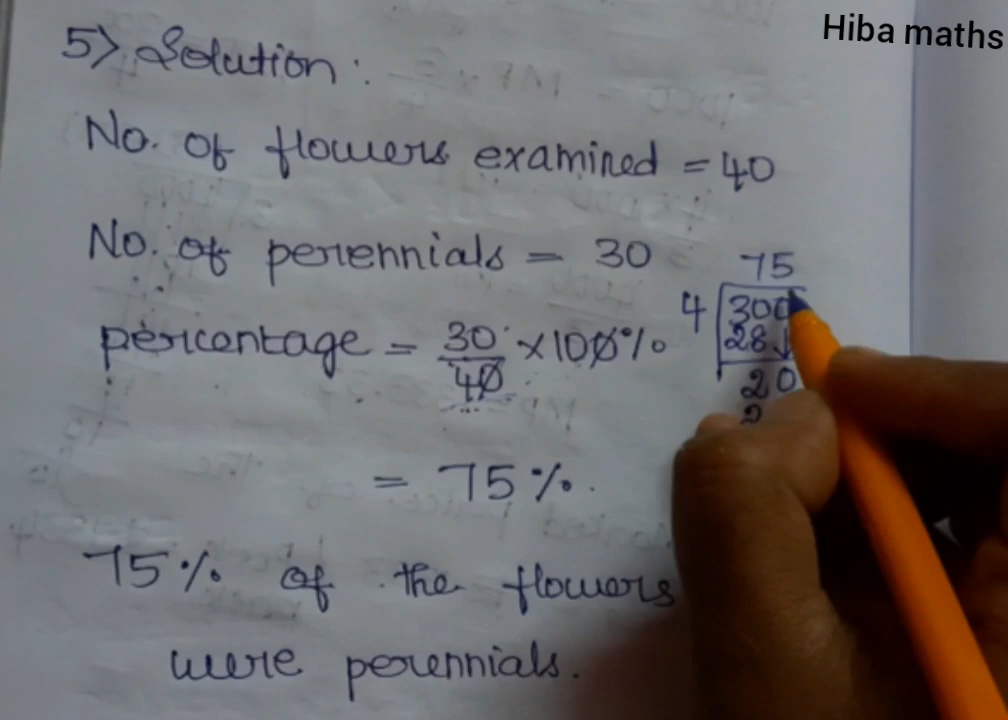 Hiba maths
5) Solution :
No. of flowers examined = 40
No. of perennials = 30
percentage = 30/40 × 100%
75
4 300
28↓
20
2
= 75%.
75% of the flowers
were perennials.